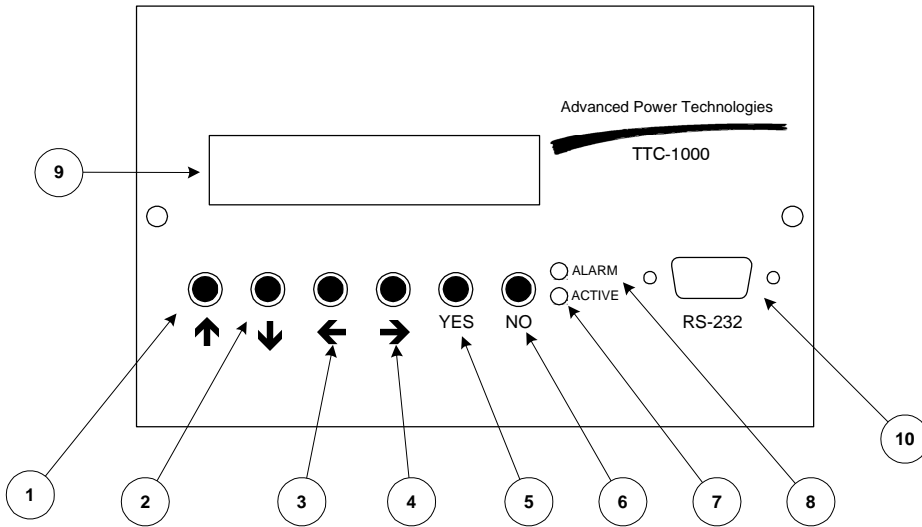 Advanced Power Technologies
TTC-1000
9
ALARM
ACTIVE
YES
NO
RS-232
10
1
2
3
4
5
6
7
8